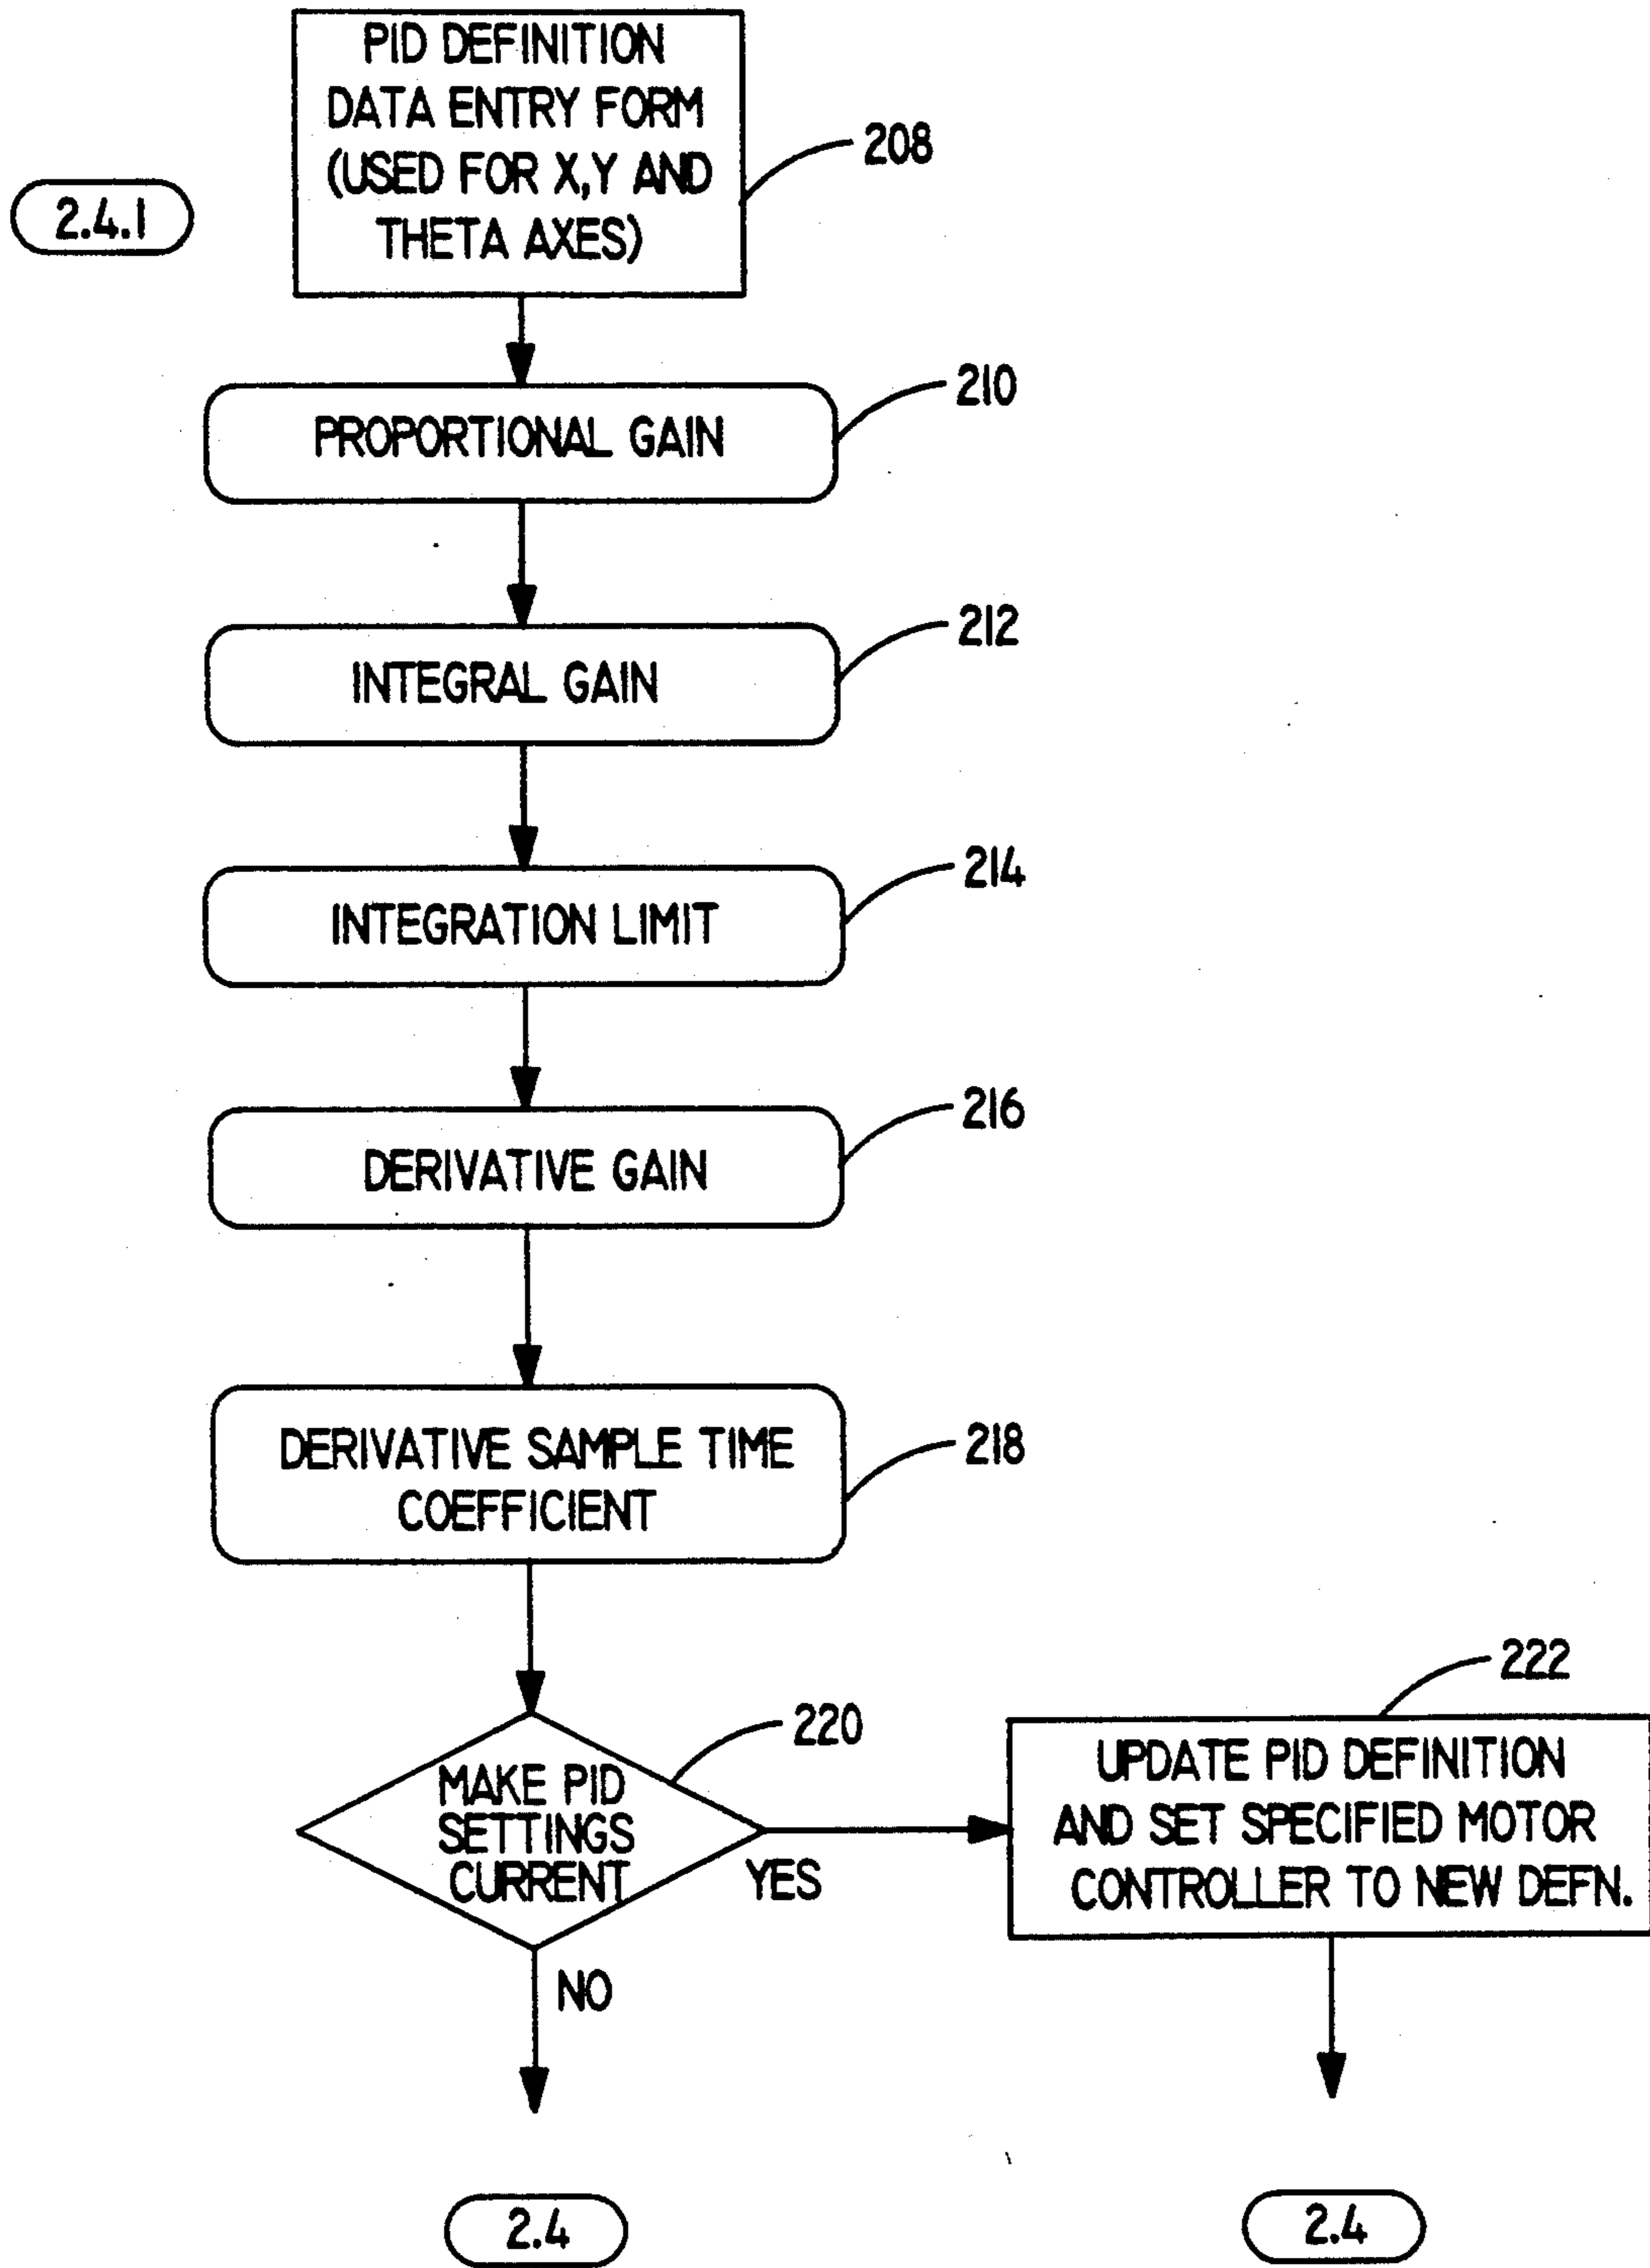 PID DEFINITION
DATA ENTRY FORM
(USED FOR X,Y AND
THETA AXES)
208
2.4.1
210
PROPORTIONAL GAIN
212
INTEGRAL GAIN
214
INTEGRATION LIMIT
216
DERIVATIVE GAIN
218
DERIVATIVE SAMPLE TIME
COEFFICIENT
220
MAKE PID
SETTINGS
CURRENT
YES
NO
222
UPDATE PID DEFINITION
AND SET SPECIFIED MOTOR
CONTROLLER TO NEW DEFN.
2.4
2.4